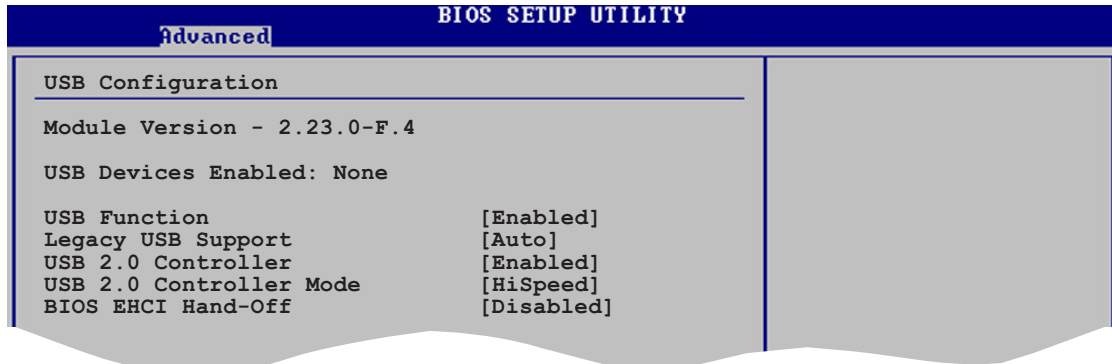 BIOS SETUP UTILITY
Advanced
USB Configuration
Module Version - 2.23.0-F.4
USB Devices Enabled: None
USB Function [Enabled]
Legacy USB Support [Auto]
USB 2.0 Controller [Enabled]
USB 2.0 Controller Mode [HiSpeed]
BIOS EHCI Hand-Off [Disabled]